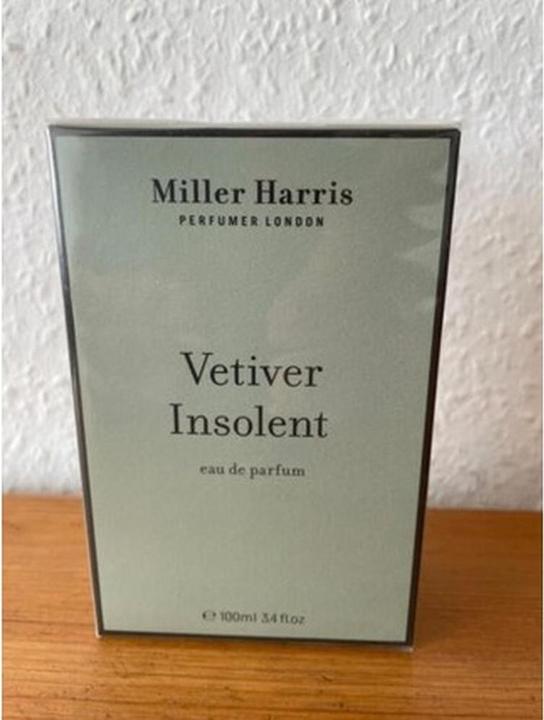 Miller Harris
PERFUMER LONDON
Vetiver
Insolent
eau de parfum
℮ 100ml 3.4 fl.oz